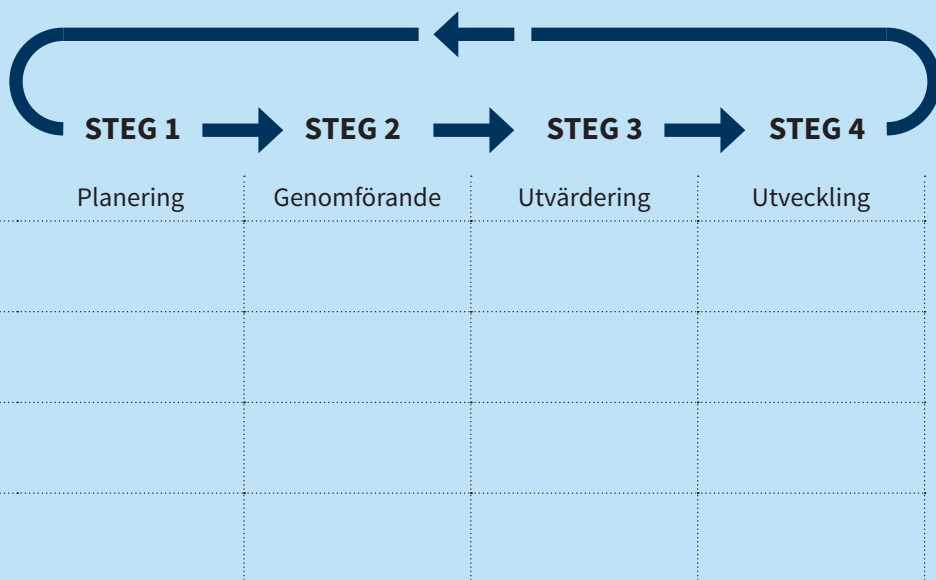 STEG 1 STEG 2 STEG 3 STEG 4
Planering Genomförande Utvärdering Utveckling